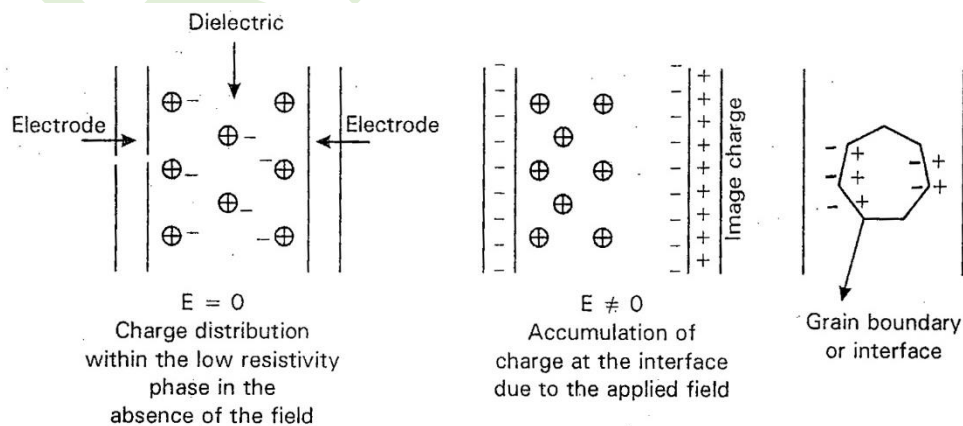 Dielectric
Electrode
Electrode
E = 0
Charge distribution
within the low resistivity
phase in the
absence of the field
Image charge
E ≠ 0
Accumulation of
charge at the interface
due to the applied field
Grain boundary
or interface